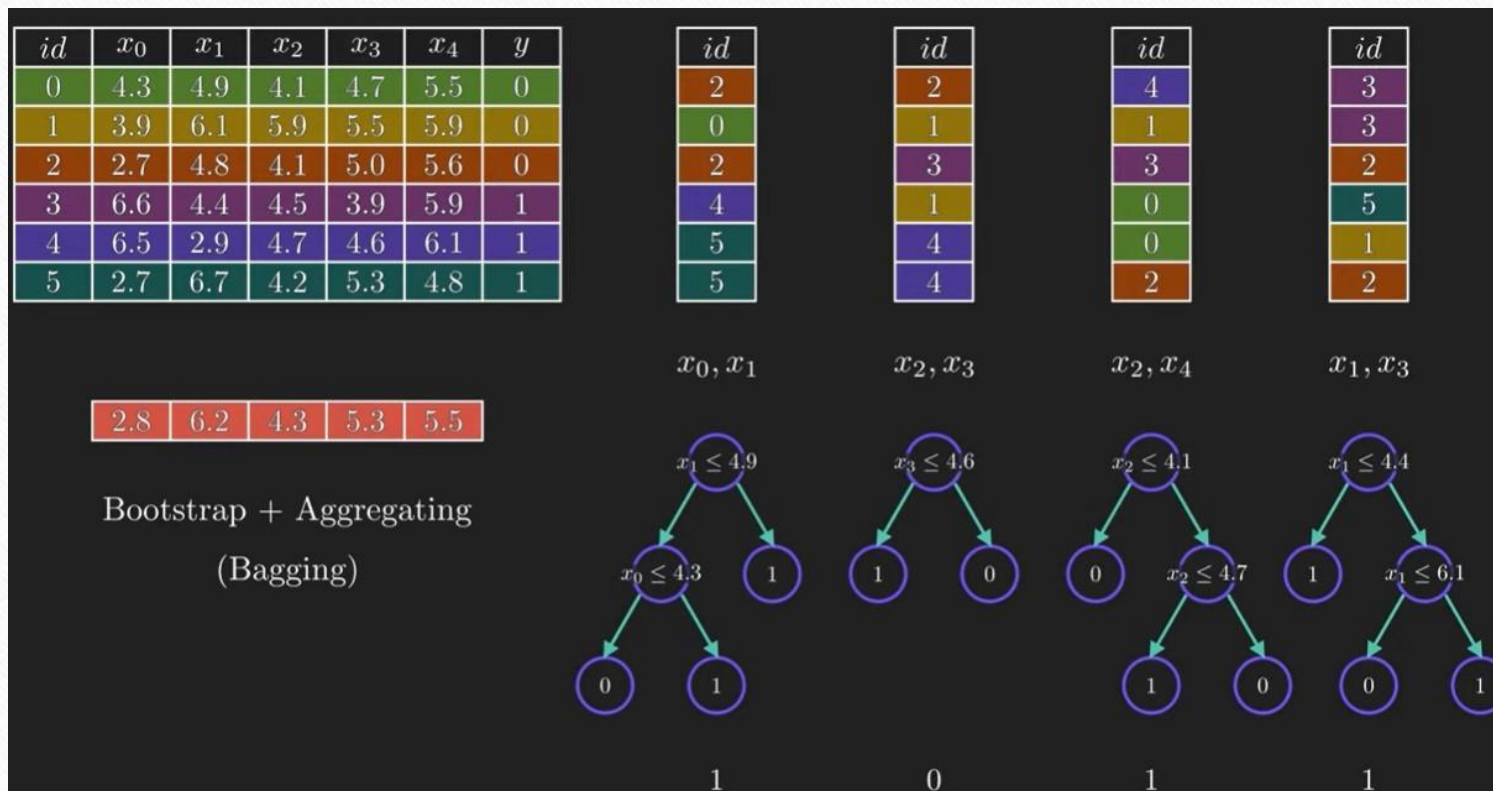 id x₀ x₁ x₂ x₃ x₄ y
0 4.3 4.9 4.1 4.7 5.5 0
1 3.9 6.1 5.9 5.5 5.9 0
2 2.7 4.8 4.1 5.0 5.6 0
3 6.6 4.4 4.5 3.9 5.9 1
4 6.5 2.9 4.7 4.6 6.1 1
5 2.7 6.7 4.2 5.3 4.8 1
id id id id
2 2 4 3
0 1 1 3
2 3 3 2
4 1 0 5
5 4 0 1
5 4 2 2
x₀, x₁ x₂, x₃ x₂, x₄ x₁, x₃
2.8 6.2 4.3 5.3 5.5
Bootstrap + Aggregating
(Bagging)
x₁ ≤ 4.9 x₃ ≤ 4.6 x₂ ≤ 4.1 x₁ ≤ 4.4
x₀ ≤ 4.3 1 1 0 0 x₂ ≤ 4.7 1 x₁ ≤ 6.1
0 1 1 0 0 1
1 0 1 1